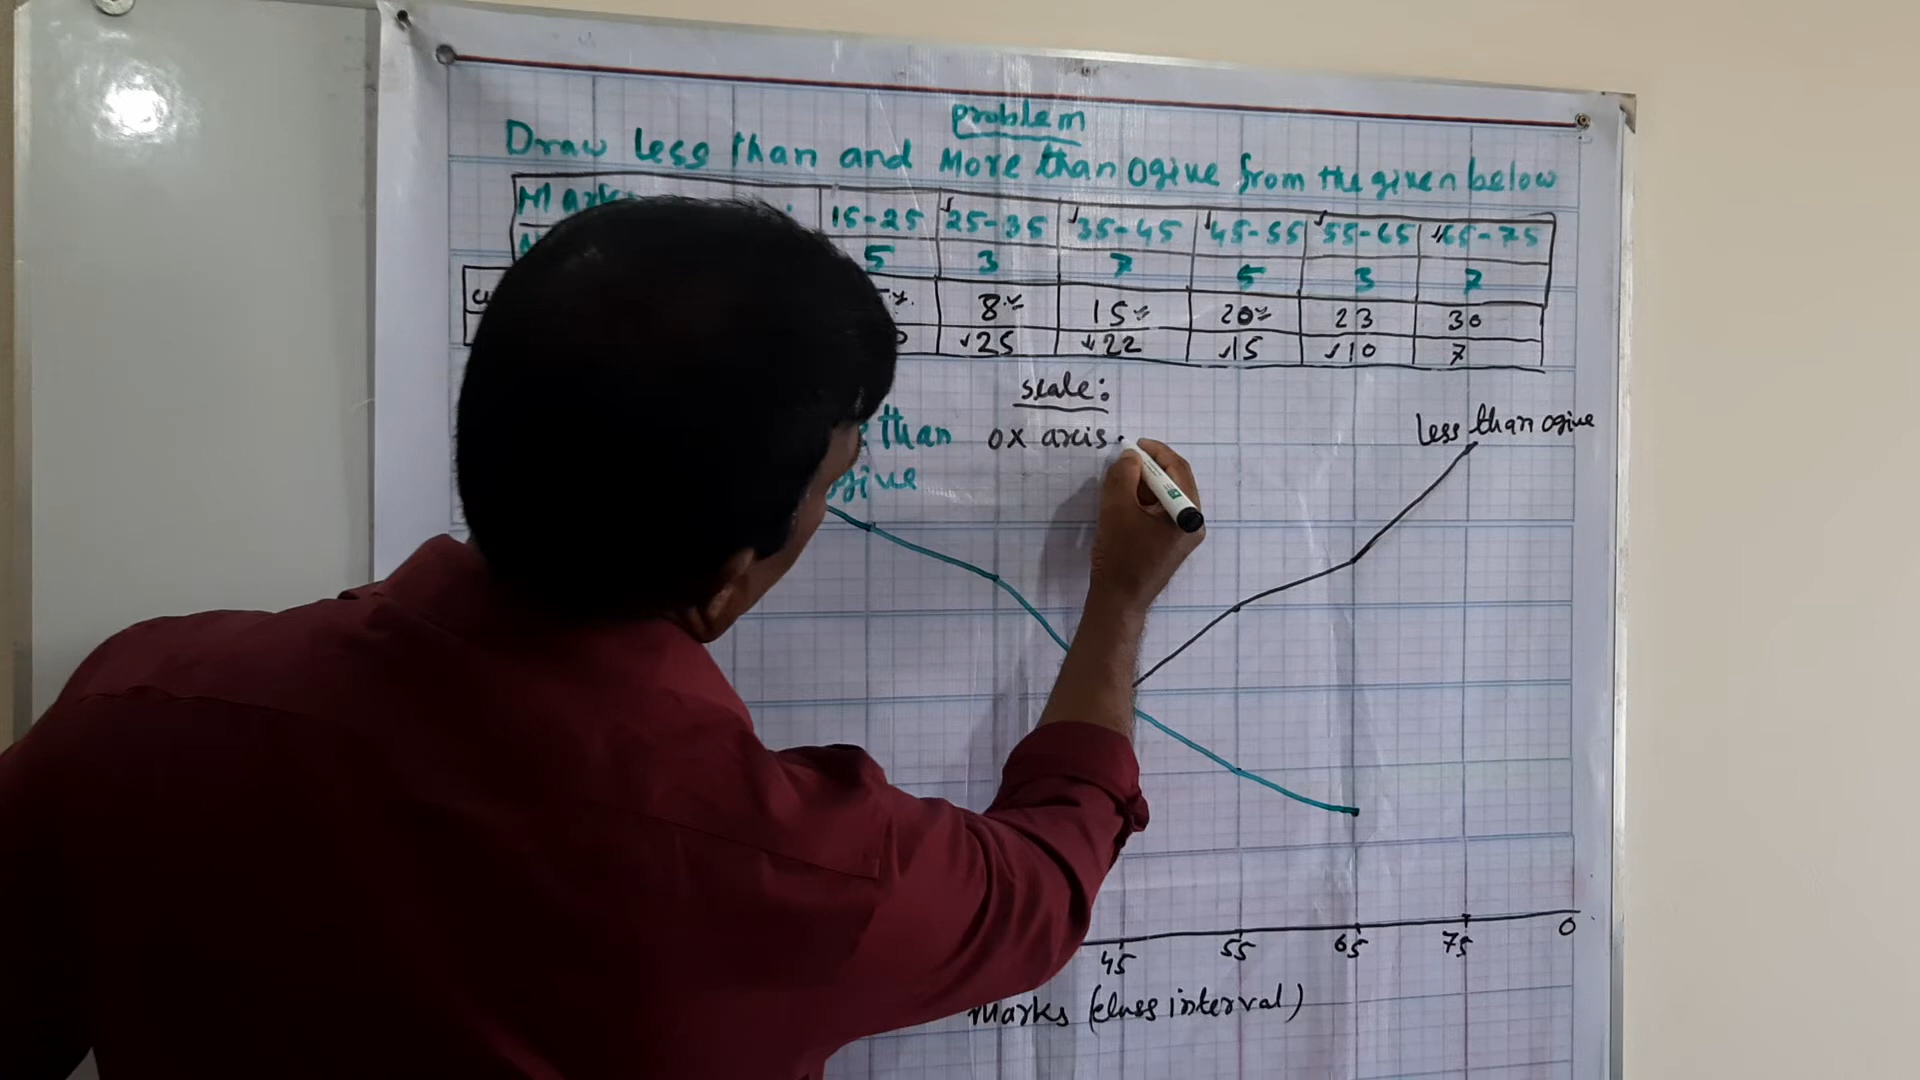 problem
Draw Less than and More than Ogive from the given below
15-25 25-35 35-45 45-55 55-65 65-75
5 3 7 5 3 7
8 15 20 23 30
25 22 15 10 7
scale:
than ox axis
Less than ogive
45 55 65 75 0
Marks (class interval)